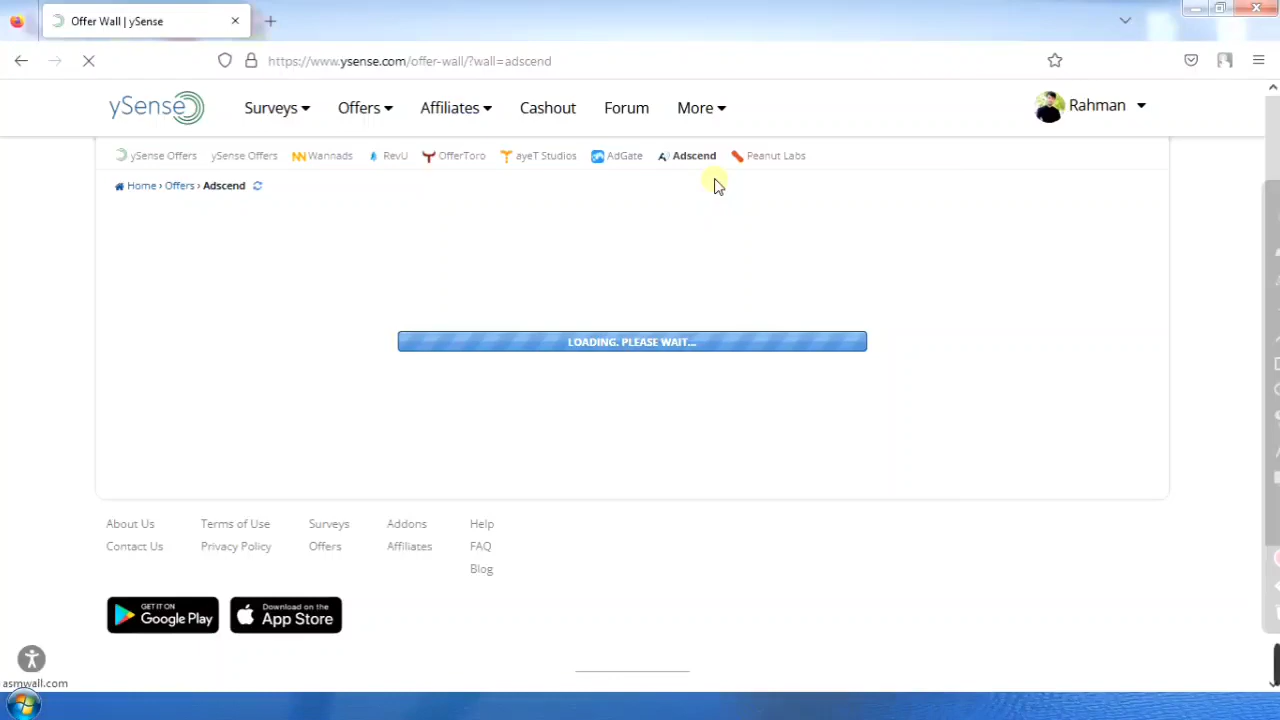 Offer Wall | ySense
https://www.ysense.com/offer-wall/?wall=adscend
ySense Surveys Offers Affiliates Cashout Forum More Rahman
ySense Offers ySense Offers Wannads RevU OfferToro ayeT Studios AdGate Adscend Peanut Labs
Home › Offers › Adscend
LOADING. PLEASE WAIT...
About Us Terms of Use Surveys Addons Help
Contact Us Privacy Policy Offers Affiliates FAQ
Blog
GET IT ON Google Play
Download on the App Store
asmwall.com